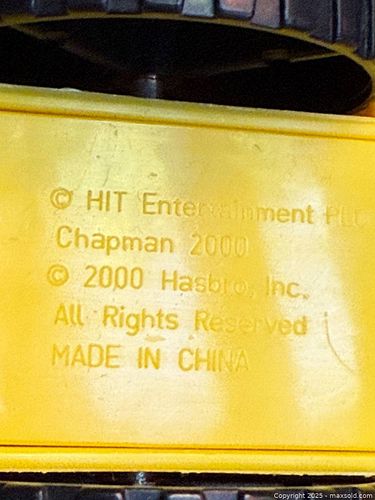 © HIT Entertainment PLC
Chapman 2000
© 2000 Hasbro, Inc.
All Rights Reserved
MADE IN CHINA
Copyright 2025 - maxsold.com